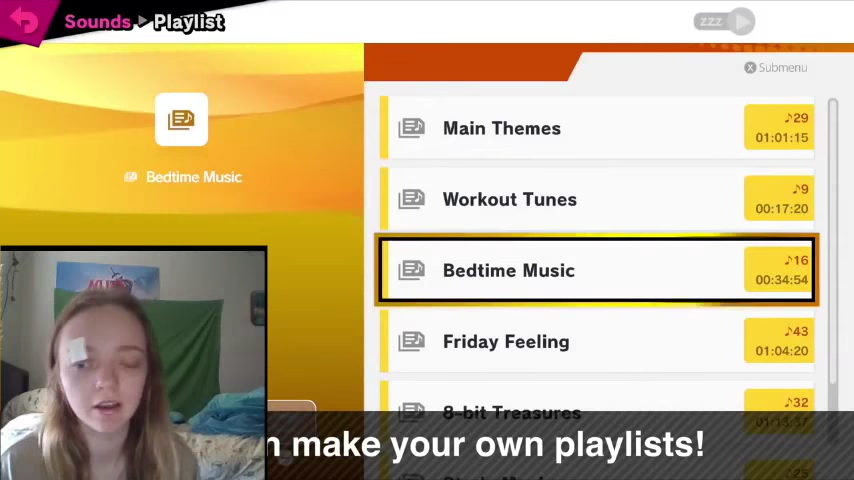 Sounds ▶ Playlist
zzz
X Submenu
Bedtime Music
Main Themes
♪29
01:01:15
Workout Tunes
♪9
00:17:20
Bedtime Music
♪16
00:34:54
Friday Feeling
♪43
01:04:20
8-bit Treasures
♪32
n make your own playlists!